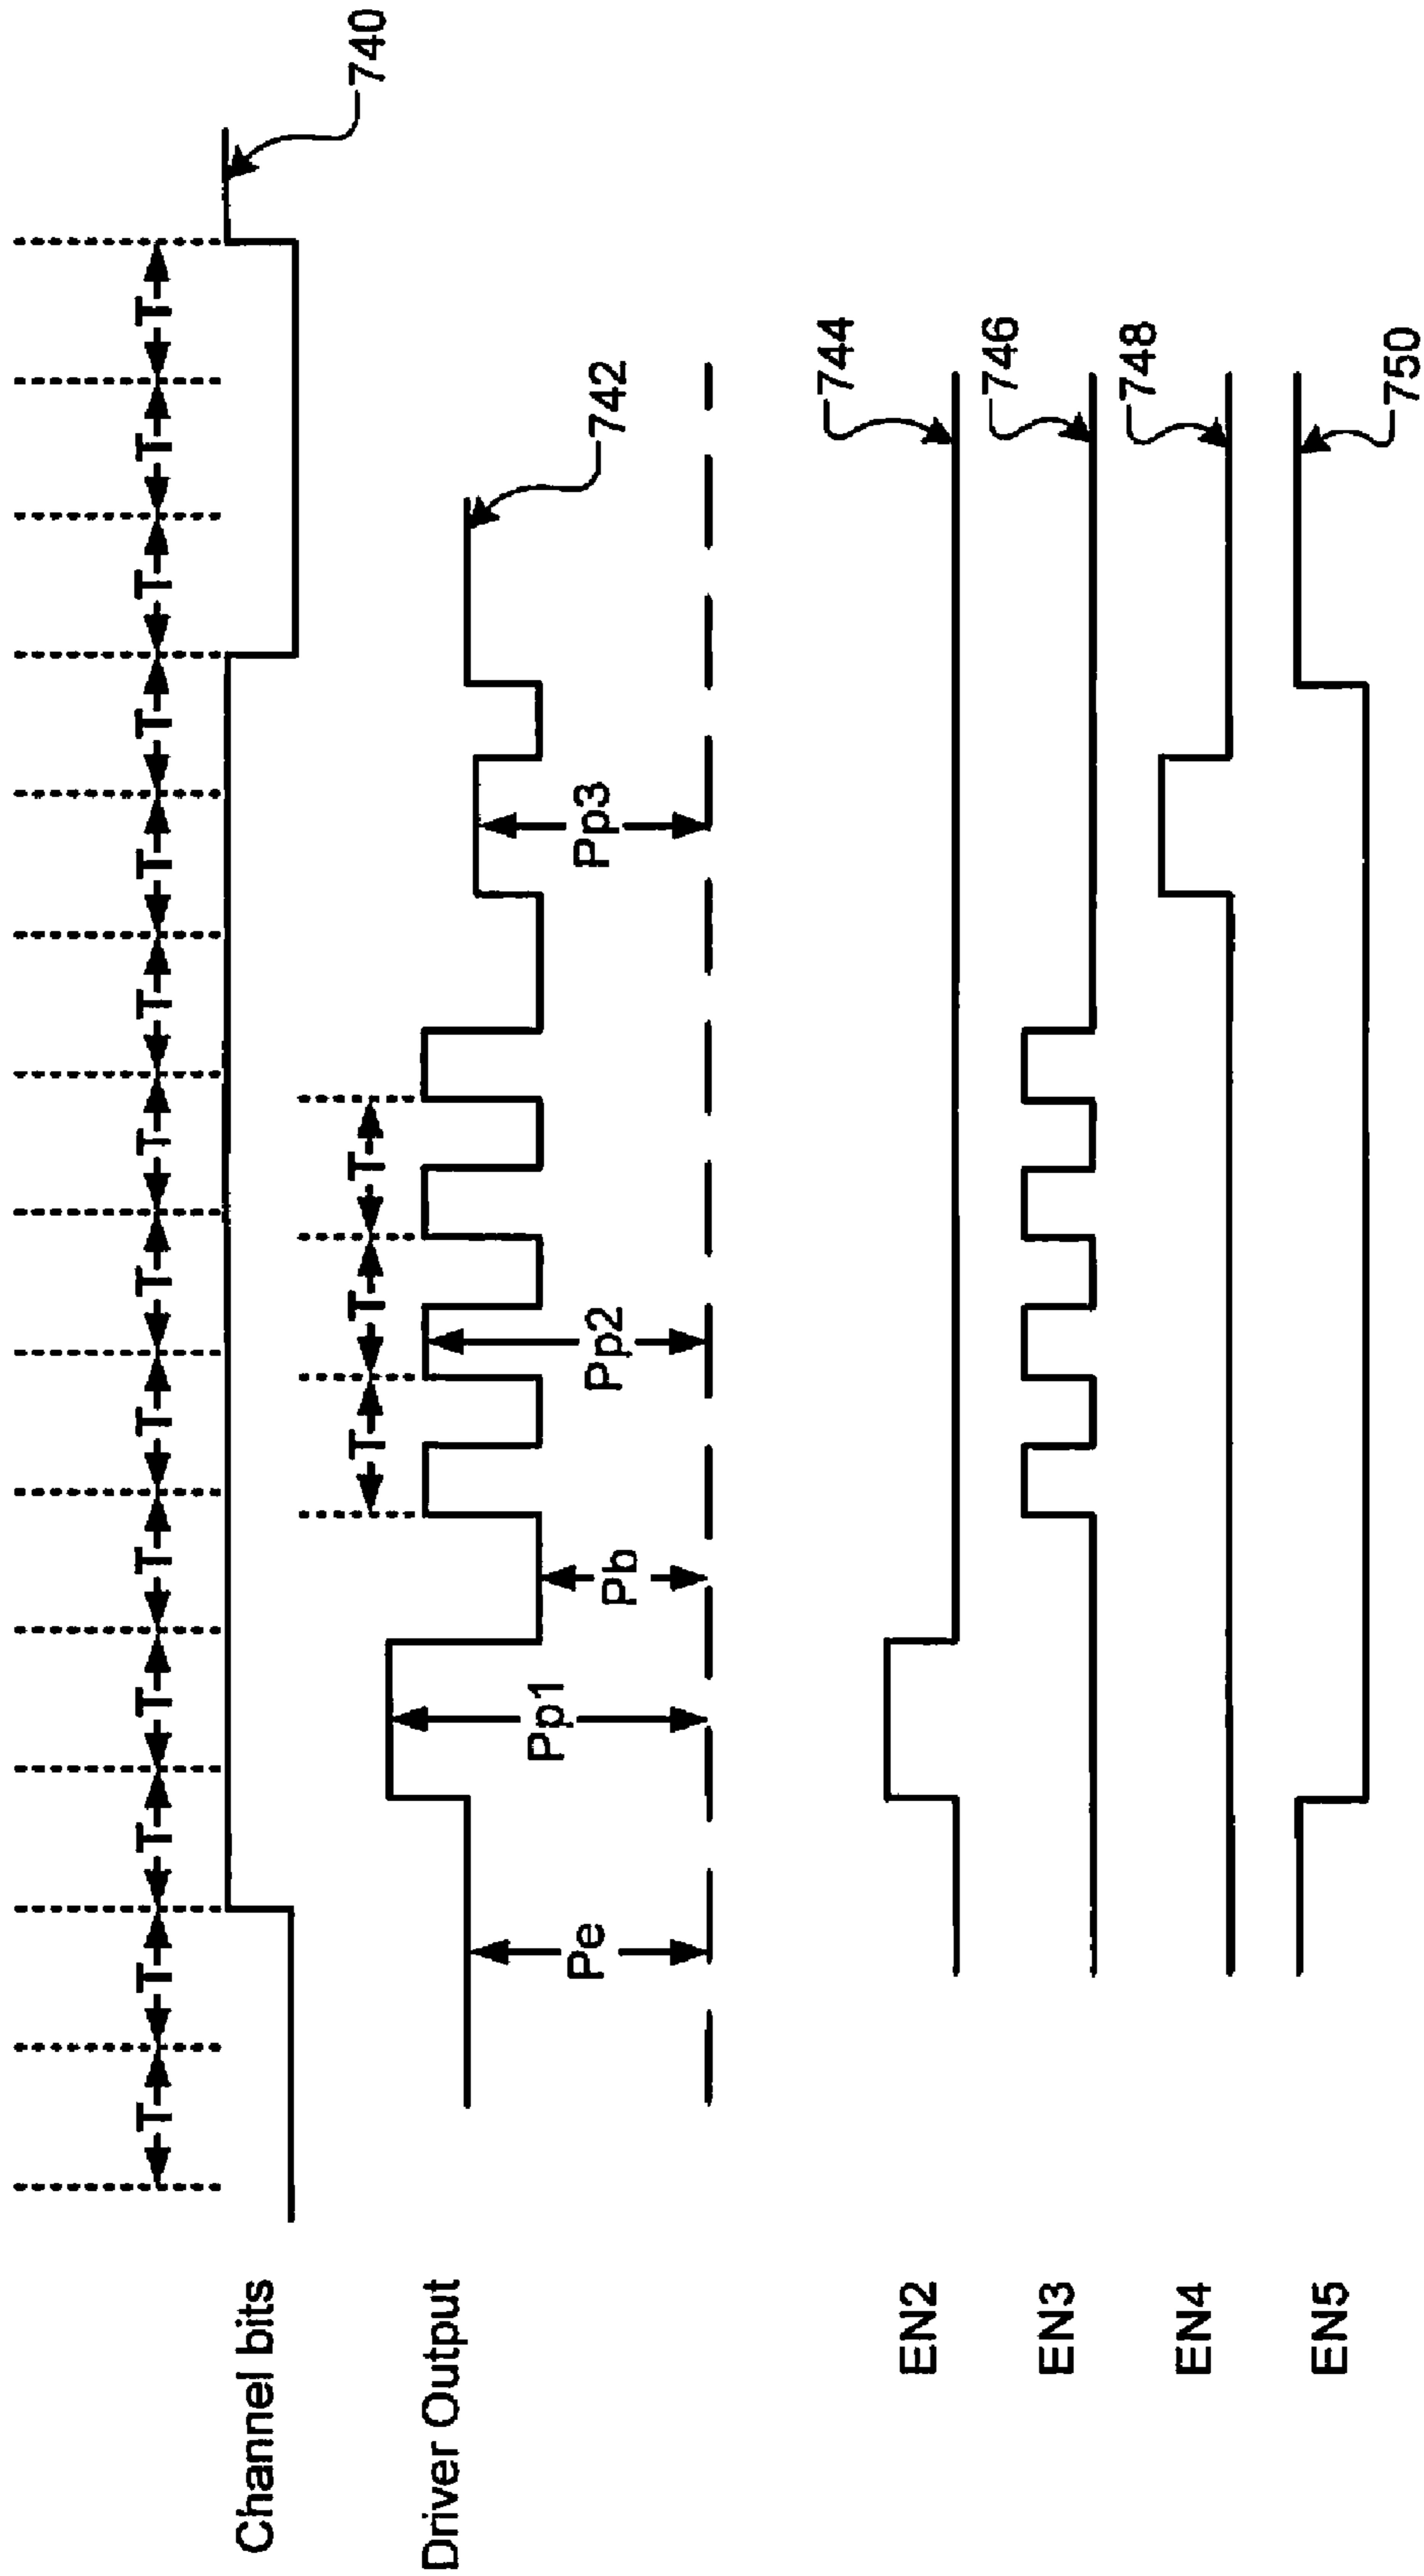 T T T T T T T T T T T T T T
Channel bits
740
T T T
Driver Output
Pe Pp1 Pb Pp2 Pp3
742
EN2
744
EN3
746
EN4
748
EN5
750